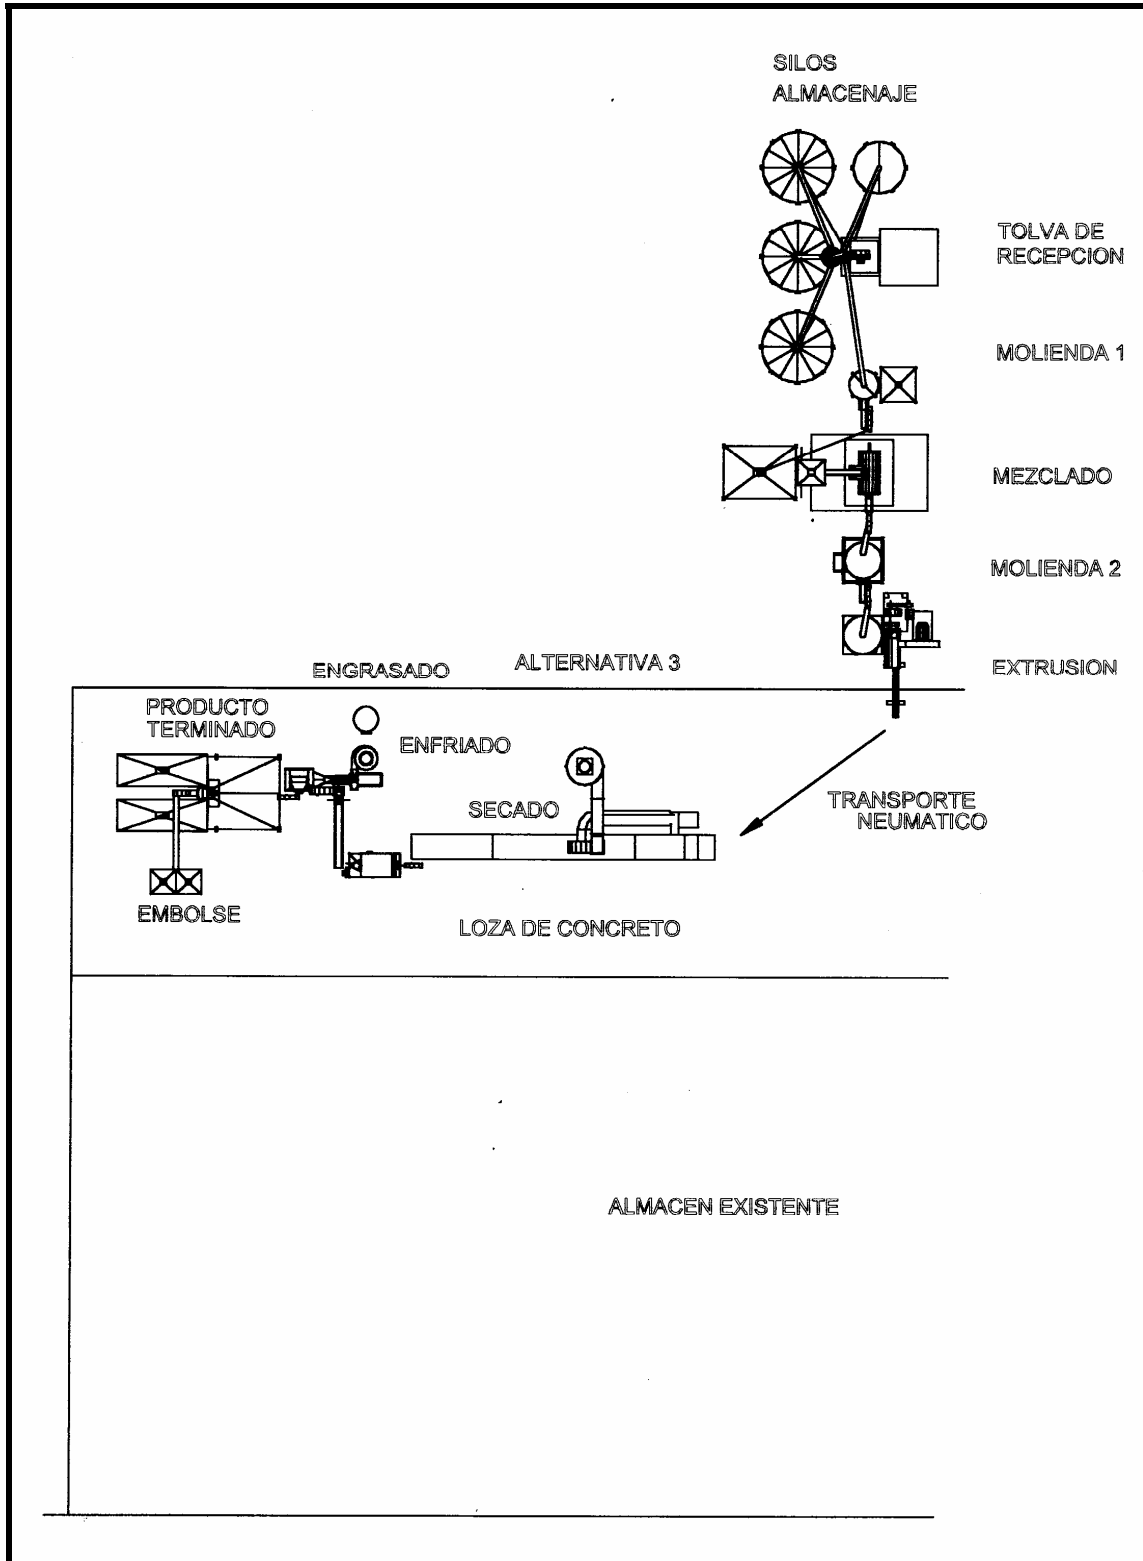 SILOS
ALMACENAJE
TOLVA DE
RECEPCION
MOLIENDA 1
MEZCLADO
MOLIENDA 2
EXTRUSION
ALTERNATIVA 3
ENGRASADO
PRODUCTO
TERMINADO
ENFRIADO
SECADO
TRANSPORTE
NEUMATICO
EMBOLSE
LOZA DE CONCRETO
ALMACEN EXISTENTE